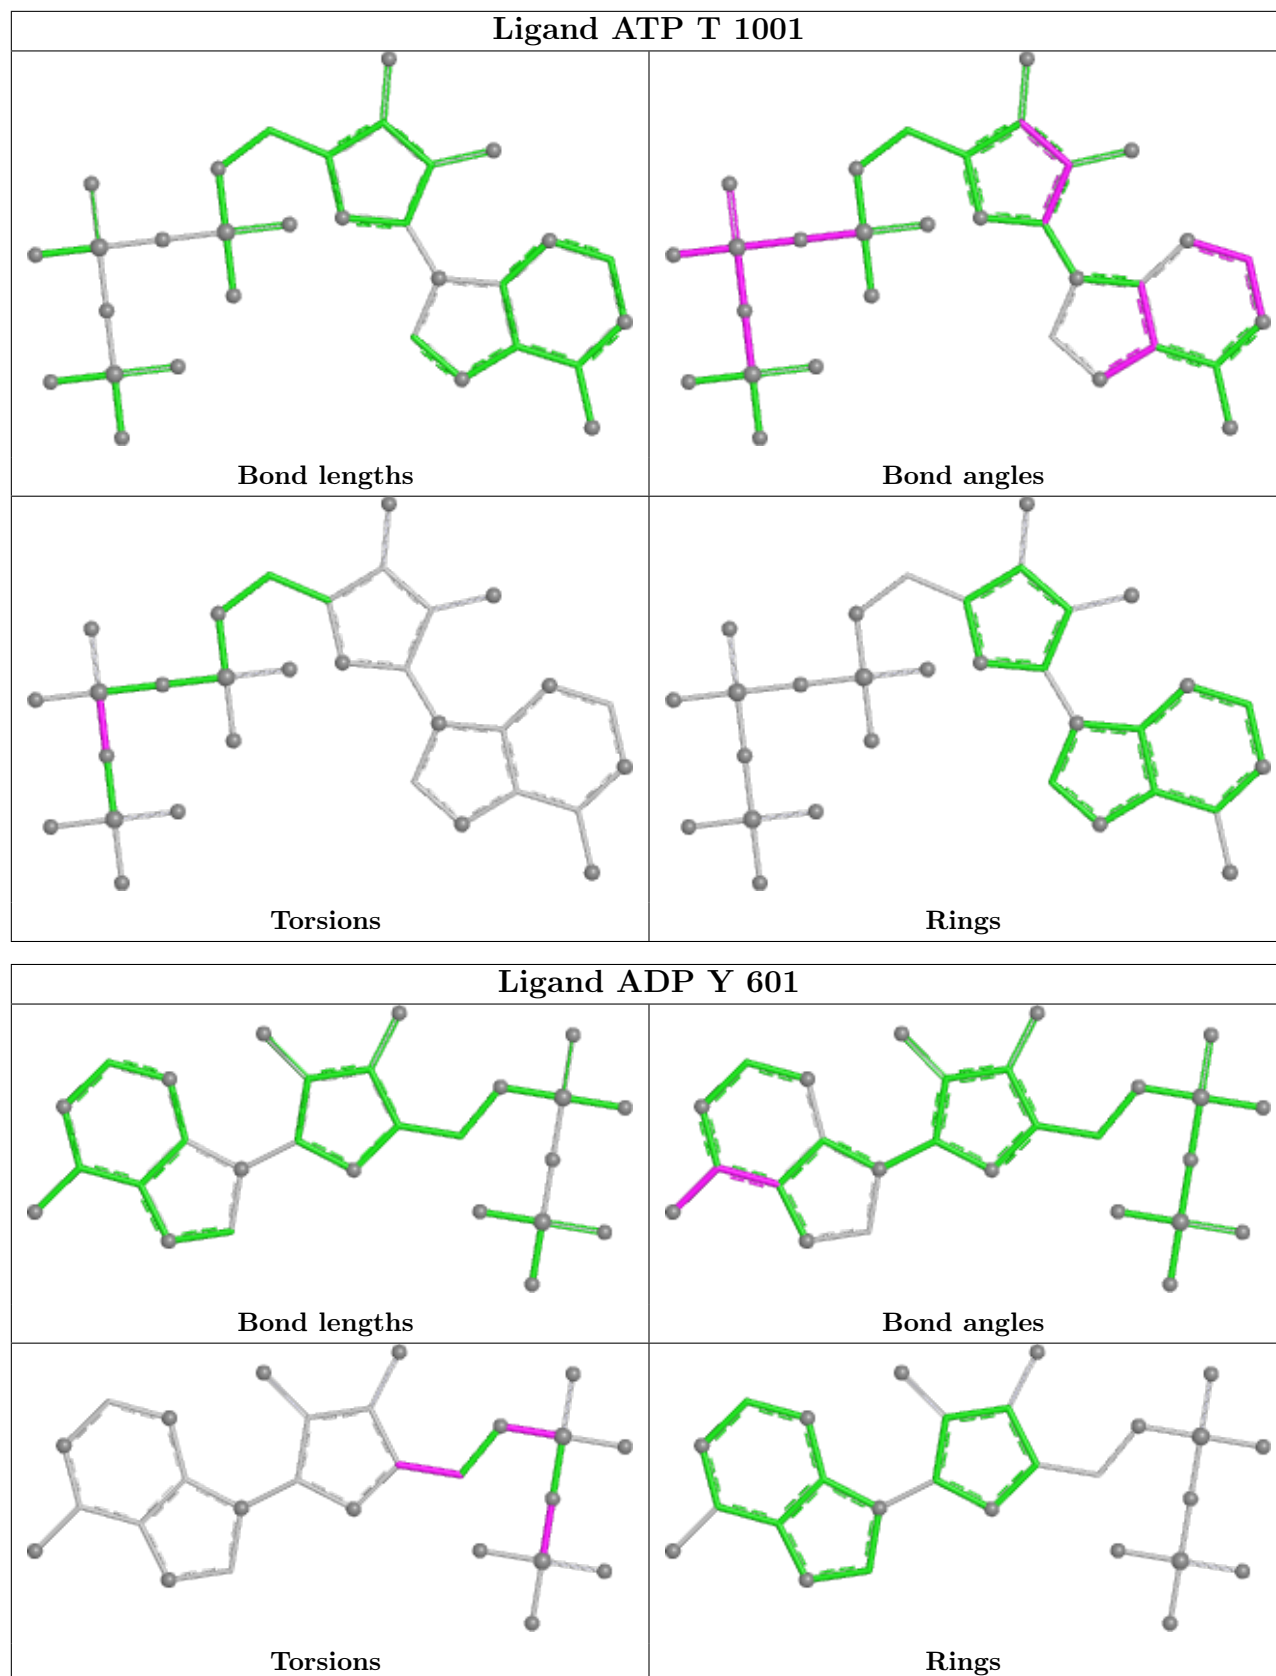 Ligand ATP T 1001
Bond lengths
Bond angles
Torsions
Rings
Ligand ADP Y 601
Bond lengths
Bond angles
Torsions
Rings